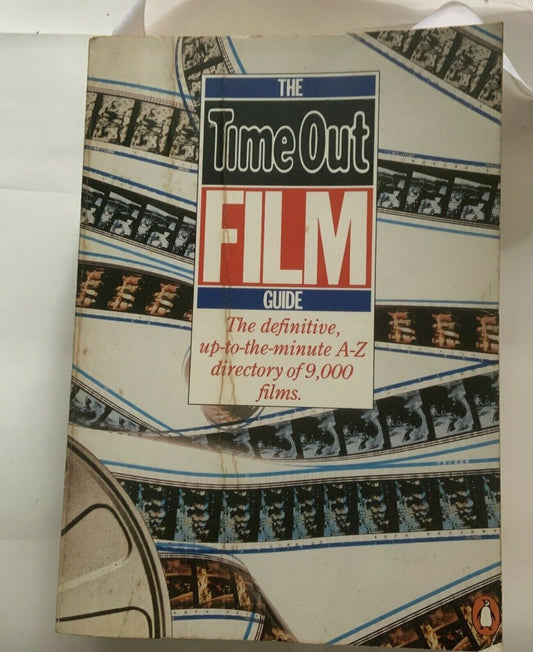 THE
Time Out
FILM
GUIDE
The definitive,
up-to-the-minute A-Z
directory of 9,000
films.